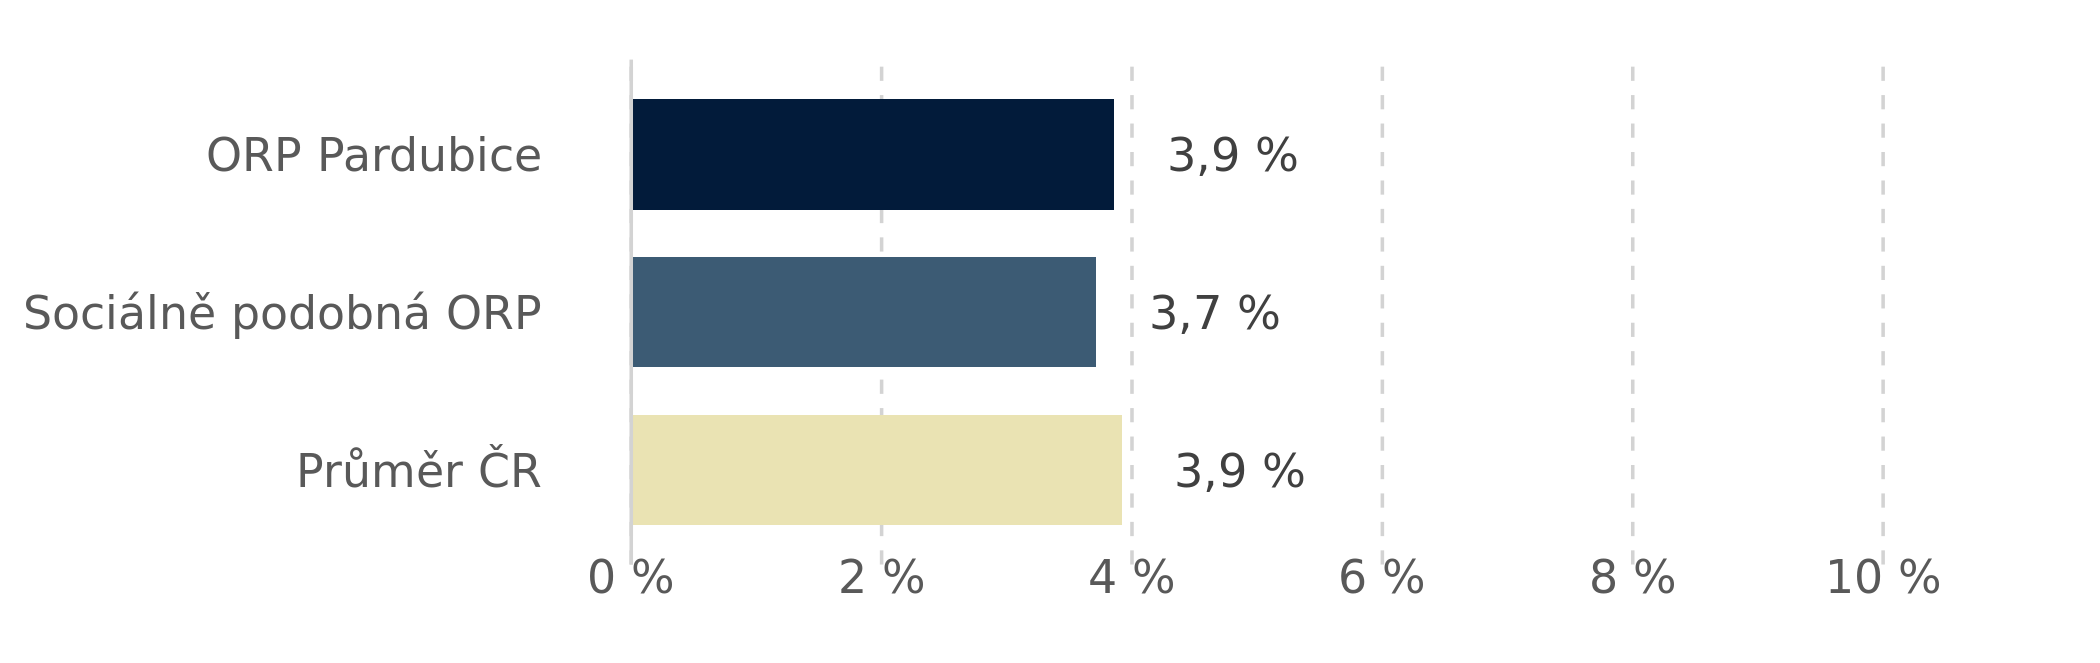 ORP Pardubice 3,9 %
Sociálně podobná ORP 3,7 %
Průměr ČR 3,9 %
0 % 2 % 4 % 6 % 8 % 10 %